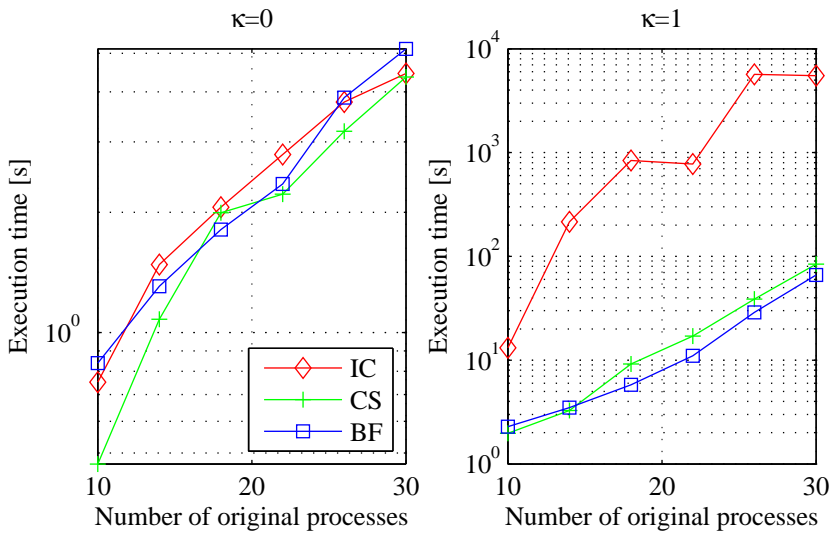 κ=0
Execution time [s]
10^0
IC
CS
BF
10 20 30
Number of original processes
κ=1
Execution time [s]
10^4
10^3
10^2
10^1
10^0
10 20 30
Number of original processes